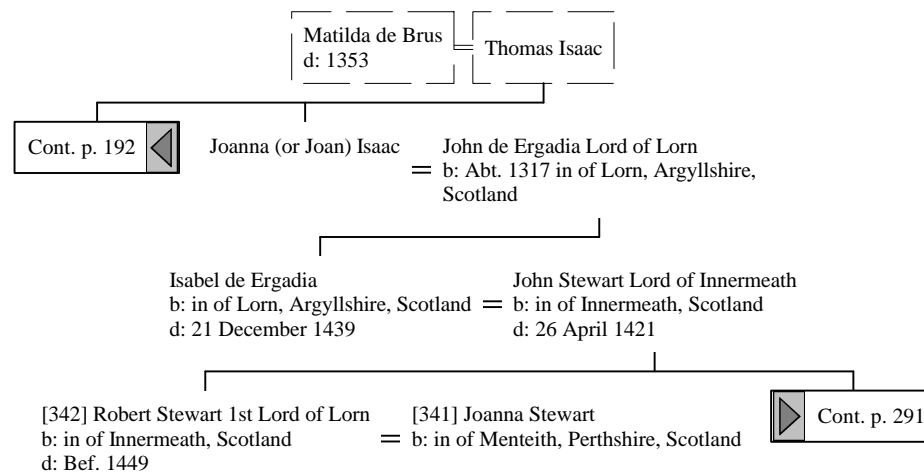 Matilda de Brus
d: 1353
Thomas Isaac
Cont. p. 192
Joanna (or Joan) Isaac
=
John de Ergadia Lord of Lorn
b: Abt. 1317 in of Lorn, Argyllshire,
Scotland
Isabel de Ergadia
b: in of Lorn, Argyllshire, Scotland
d: 21 December 1439
=
John Stewart Lord of Innermeath
b: in of Innermeath, Scotland
d: 26 April 1421
[342] Robert Stewart 1st Lord of Lorn
b: in of Innermeath, Scotland
d: Bef. 1449
=
[341] Joanna Stewart
b: in of Menteith, Perthshire, Scotland
Cont. p. 291